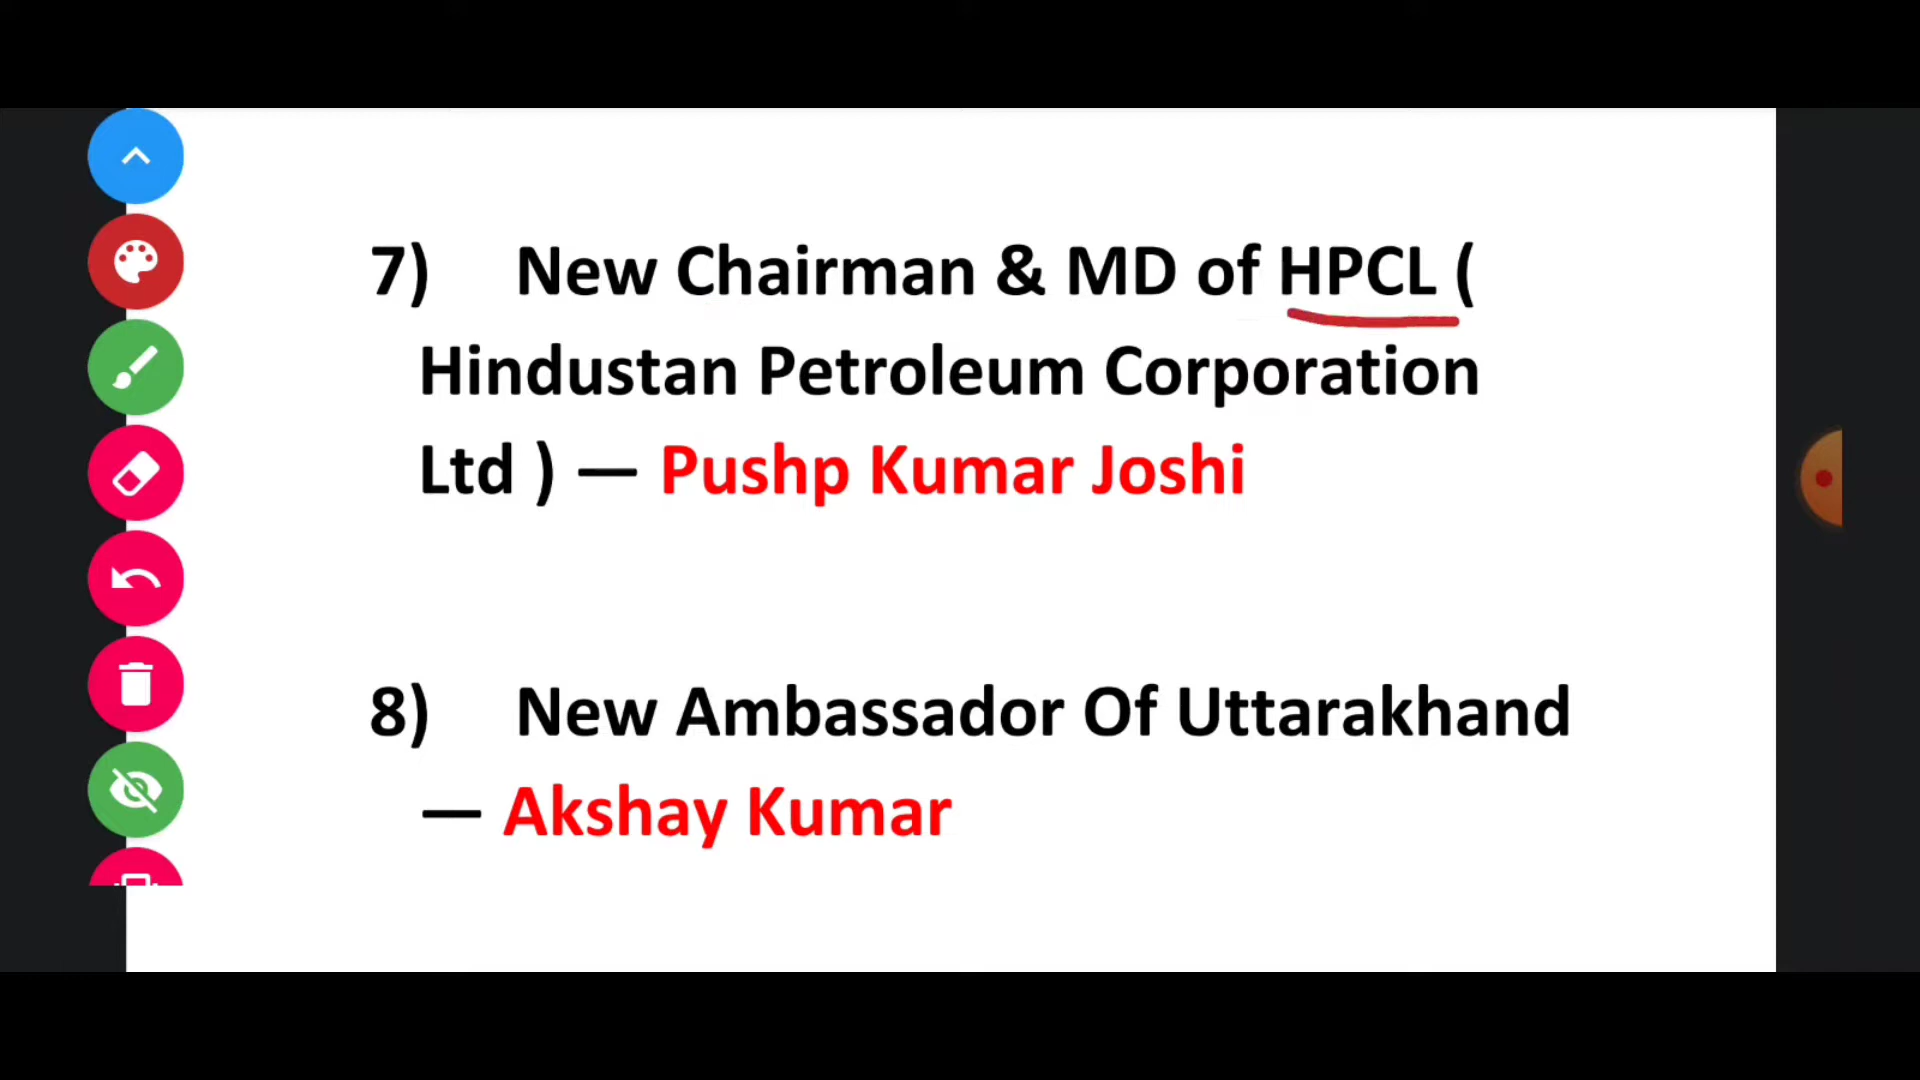 7) New Chairman & MD of HPCL (
Hindustan Petroleum Corporation
Ltd ) — Pushp Kumar Joshi
8) New Ambassador Of Uttarakhand
— Akshay Kumar